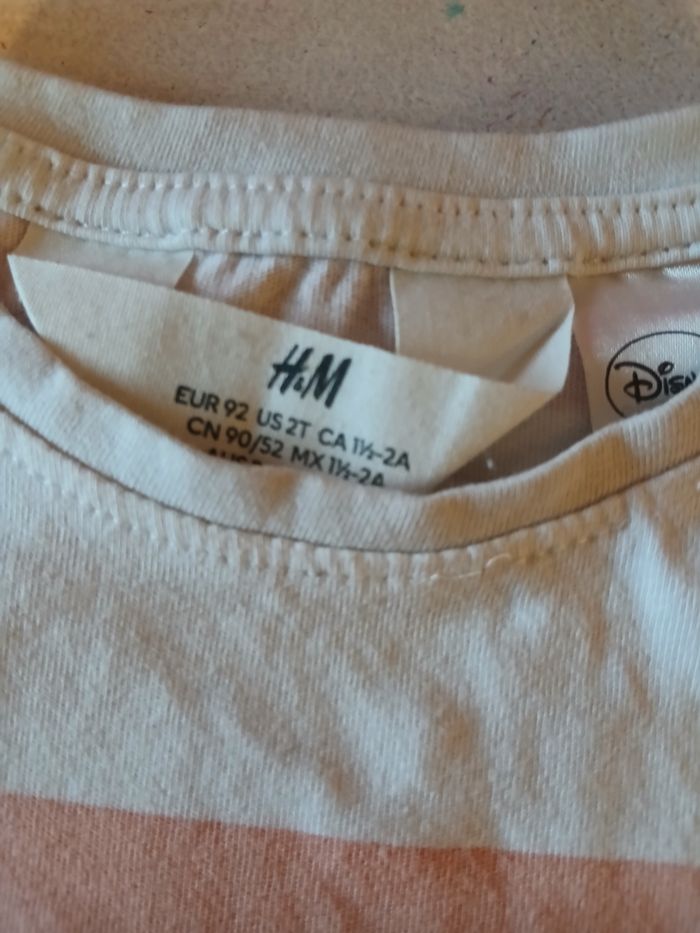 H&M
EUR 92 US 2T CA 1½-2A
CN 90/52 MX 1½-2A